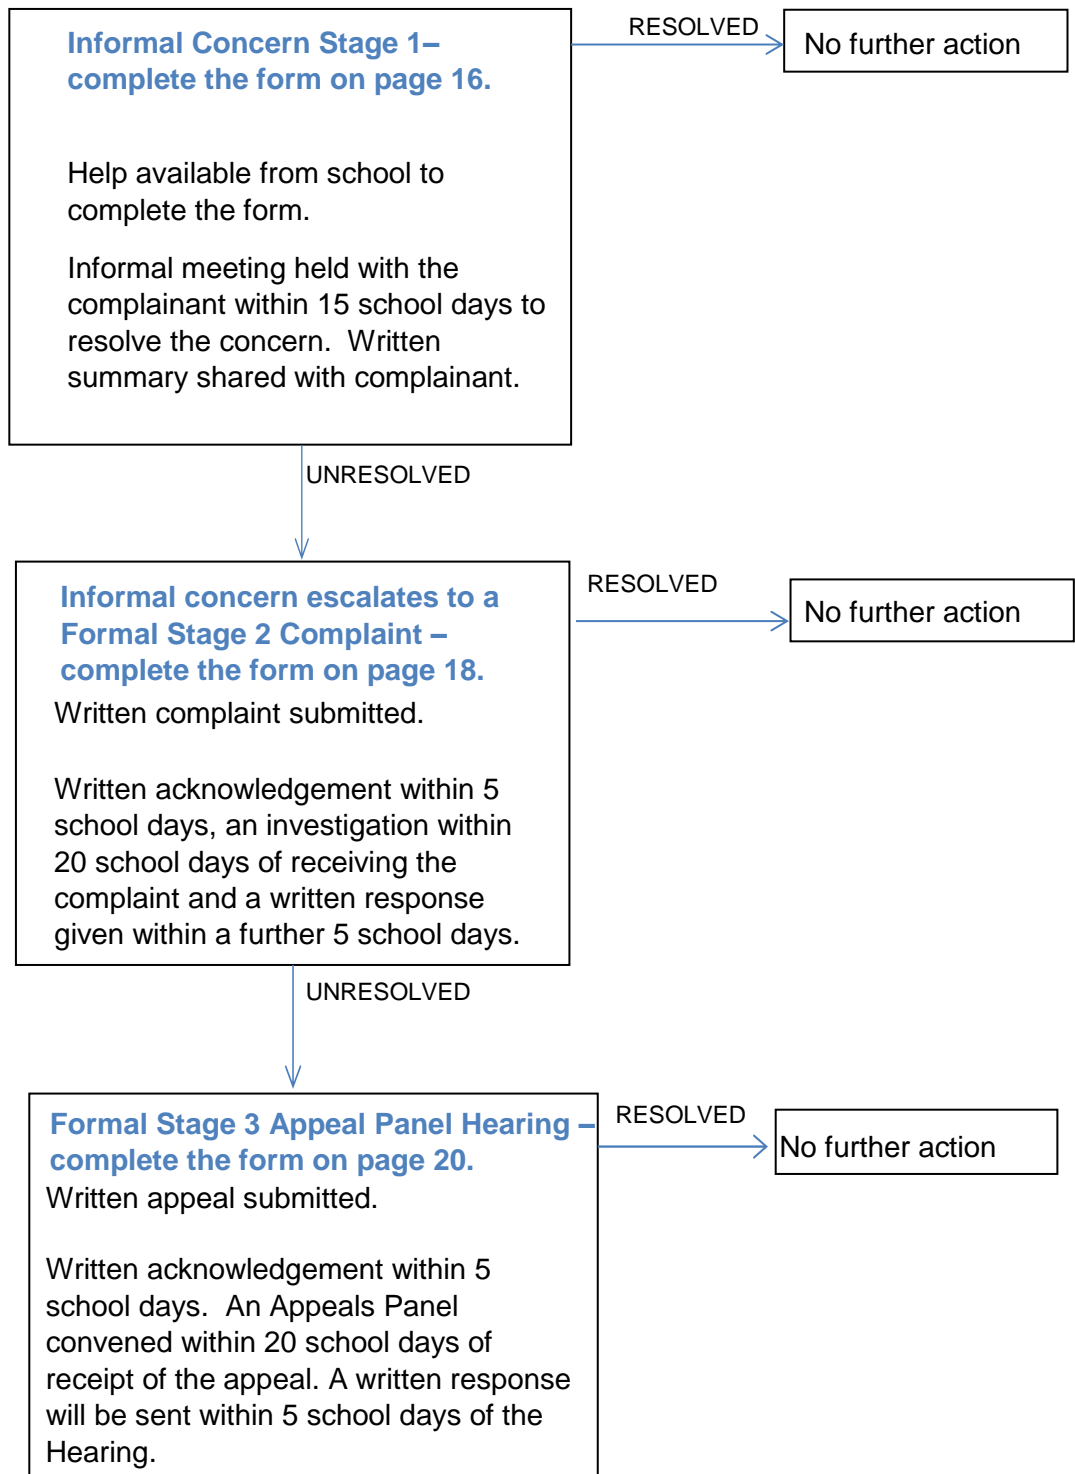 Informal Concern Stage 1–
complete the form on page 16.
Help available from school to
complete the form.
Informal meeting held with the
complainant within 15 school days to
resolve the concern.  Written
summary shared with complainant.
RESOLVED
No further action
UNRESOLVED
Informal concern escalates to a
Formal Stage 2 Complaint –
complete the form on page 18.
Written complaint submitted.
Written acknowledgement within 5
school days, an investigation within
20 school days of receiving the
complaint and a written response
given within a further 5 school days.
RESOLVED
No further action
UNRESOLVED
Formal Stage 3 Appeal Panel Hearing –
complete the form on page 20.
Written appeal submitted.
Written acknowledgement within 5
school days.  An Appeals Panel
convened within 20 school days of
receipt of the appeal. A written response
will be sent within 5 school days of the
Hearing.
RESOLVED
No further action